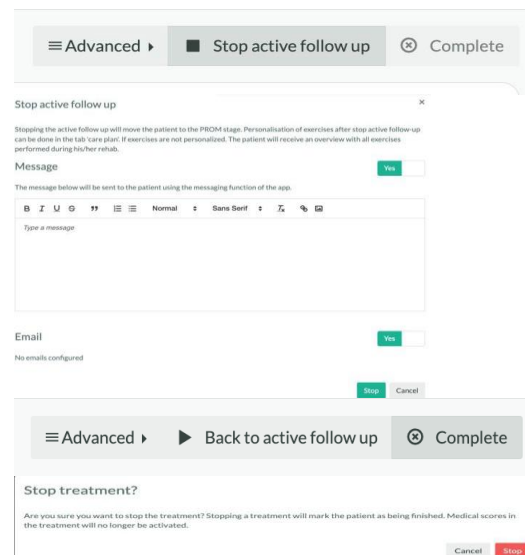 Advanced Stop active follow up Complete
Stop active follow up
Stopping the active follow up will move the patient to the PROM stage. Personalisation of exercises after stop active follow-up
can be done in the tab 'care plan'. If exercises are not personalized. The patient will receive an overview with all exercises
performed during his/her rehab.
Message Yes
The message below will be sent to the patient using the messaging function of the app.
B I U S Normal Sans Serif
Type a message
Email Yes
No emails configured
Stop Cancel
Advanced Back to active follow up Complete
Stop treatment?
Are you sure you want to stop the treatment? Stopping a treatment will mark the patient as being finished. Medical scores in
the treatment will no longer be activated.
Cancel Stop